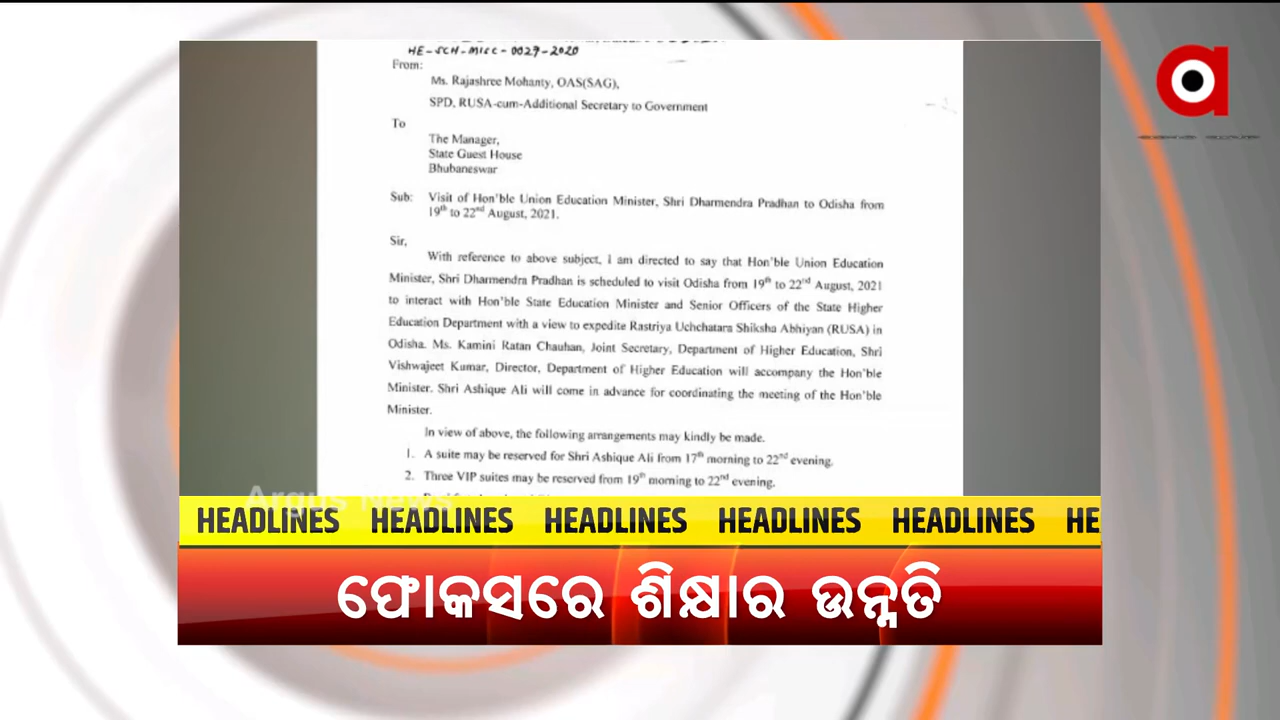 HE-SCH-MISC-0027-2020
From:
Ms. Rajashree Mohanty, OAS(SAG),
SPD, RUSA-cum-Additional Secretary to Government
To
The Manager,
State Guest House
Bhubaneswar
Sub: Visit of Hon'ble Union Education Minister, Shri Dharmendra Pradhan to Odisha from
19th to 22nd August, 2021.
Sir,
With reference to above subject, I am directed to say that Hon'ble Union Education
Minister, Shri Dharmendra Pradhan is scheduled to visit Odisha from 19th to 22nd August, 2021
to interact with Hon'ble State Education Minister and Senior Officers of the State Higher
Education Department with a view to expedite Rastriya Uchchatara Shiksha Abhiyan (RUSA) in
Odisha. Ms. Kamini Ratan Chauhan, Joint Secretary, Department of Higher Education, Shri
Vishwajeet Kumar, Director, Department of Higher Education will accompany the Hon'ble
Minister. Shri Ashique Ali will come in advance for coordinating the meeting of the Hon'ble
Minister.
In view of above, the following arrangements may kindly be made.
1. A suite may be reserved for Shri Ashique Ali from 17th morning to 22nd evening.
2. Three VIP suites may be reserved from 19th morning to 22nd evening.
Argus News
HEADLINES HEADLINES HEADLINES HEADLINES HEADLINES HE
ଫୋକସରେ ଶିକ୍ଷାର ଉନ୍ନତି